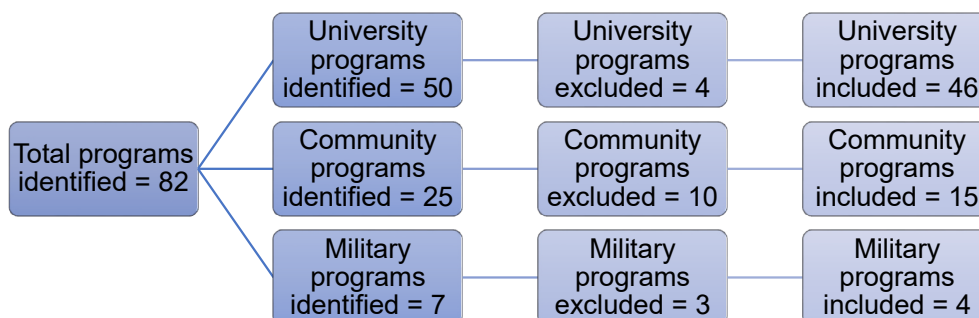 Total programs
identified = 82
University
programs
identified = 50
University
programs
excluded = 4
University
programs
included = 46
Community
programs
identified = 25
Community
programs
excluded = 10
Community
programs
included = 15
Military
programs
identified = 7
Military
programs
excluded = 3
Military
programs
included = 4